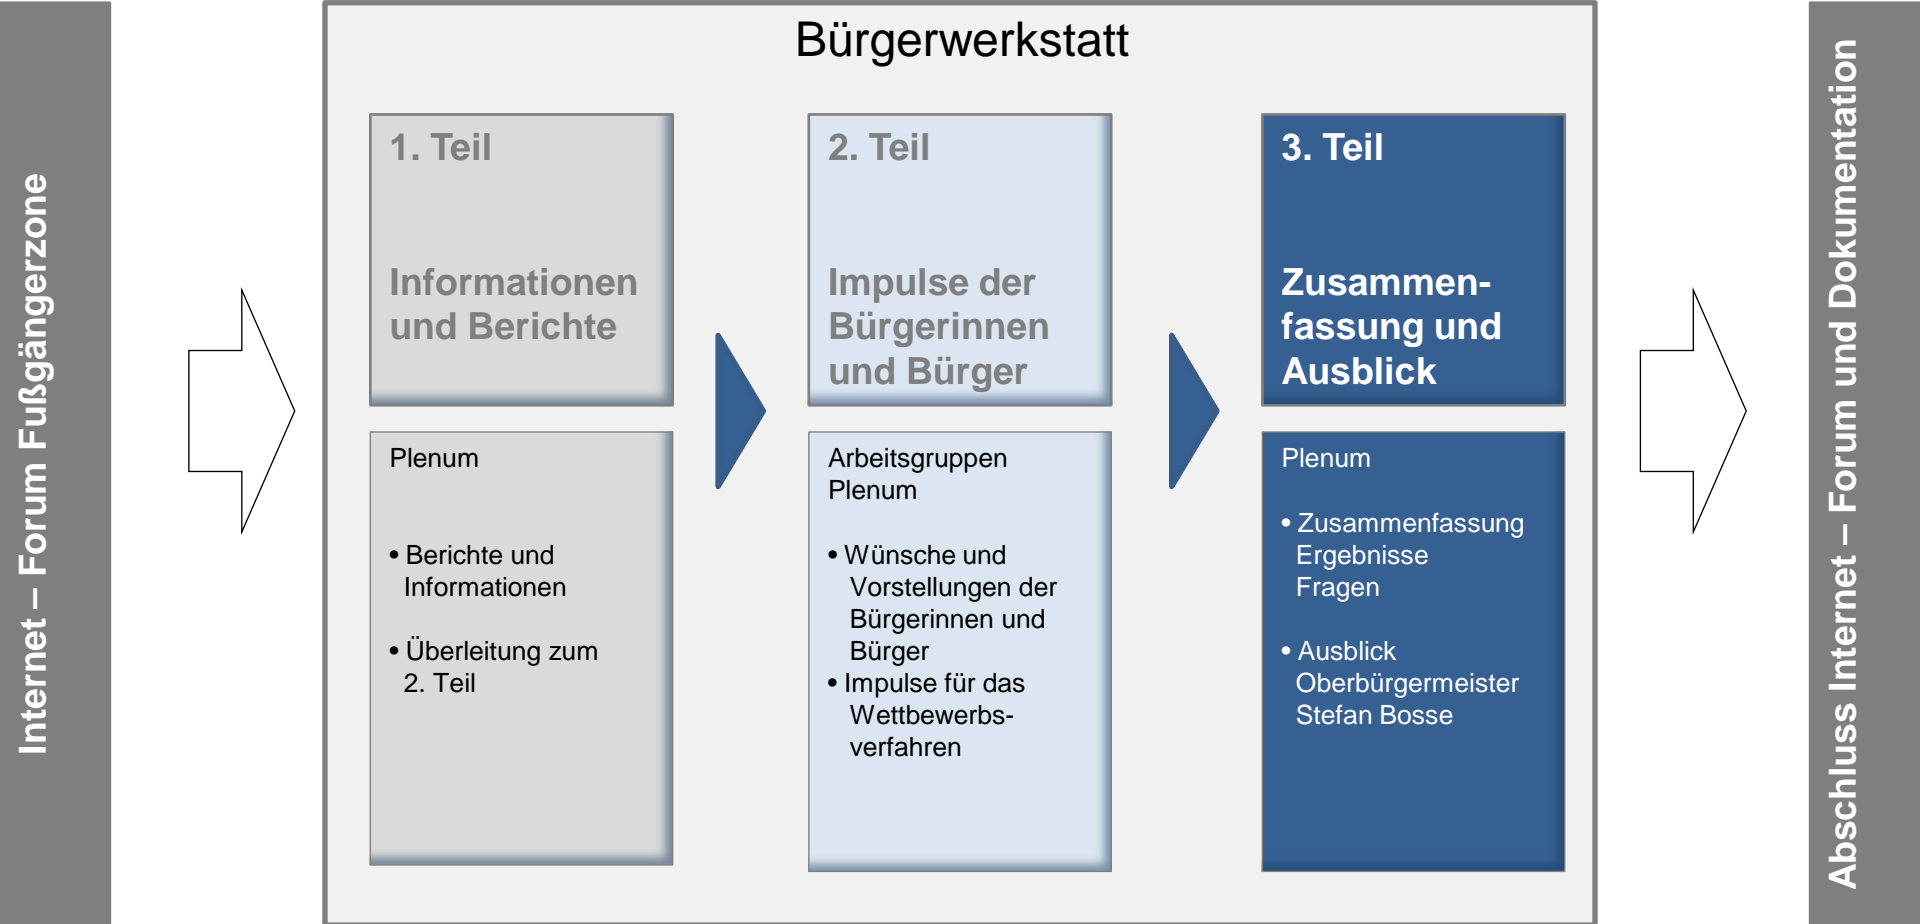 Internet – Forum Fußgängerzone
Bürgerwerkstatt
1. Teil
Informationen
und Berichte
Plenum
• Berichte und
Informationen
• Überleitung zum
2. Teil
2. Teil
Impulse der
Bürgerinnen
und Bürger
Arbeitsgruppen
Plenum
• Wünsche und
Vorstellungen der
Bürgerinnen und
Bürger
• Impulse für das
Wettbewerbs-
verfahren
3. Teil
Zusammen-
fassung und
Ausblick
Plenum
• Zusammenfassung
Ergebnisse
Fragen
• Ausblick
Oberbürgermeister
Stefan Bosse
Abschluss Internet – Forum und Dokumentation